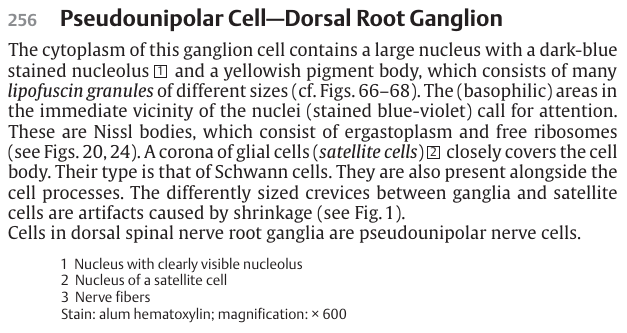 256 Pseudounipolar Cell—Dorsal Root Ganglion
The cytoplasm of this ganglion cell contains a large nucleus with a dark-blue
stained nucleolus 1 and a yellowish pigment body, which consists of many
lipofuscin granules of different sizes (cf. Figs. 66–68). The (basophilic) areas in
the immediate vicinity of the nuclei (stained blue-violet) call for attention.
These are Nissl bodies, which consist of ergastoplasm and free ribosomes
(see Figs. 20, 24). A corona of glial cells (satellite cells) 2 closely covers the cell
body. Their type is that of Schwann cells. They are also present alongside the
cell processes. The differently sized crevices between ganglia and satellite
cells are artifacts caused by shrinkage (see Fig. 1).
Cells in dorsal spinal nerve root ganglia are pseudounipolar nerve cells.
1 Nucleus with clearly visible nucleolus
2 Nucleus of a satellite cell
3 Nerve fibers
Stain: alum hematoxylin; magnification: × 600